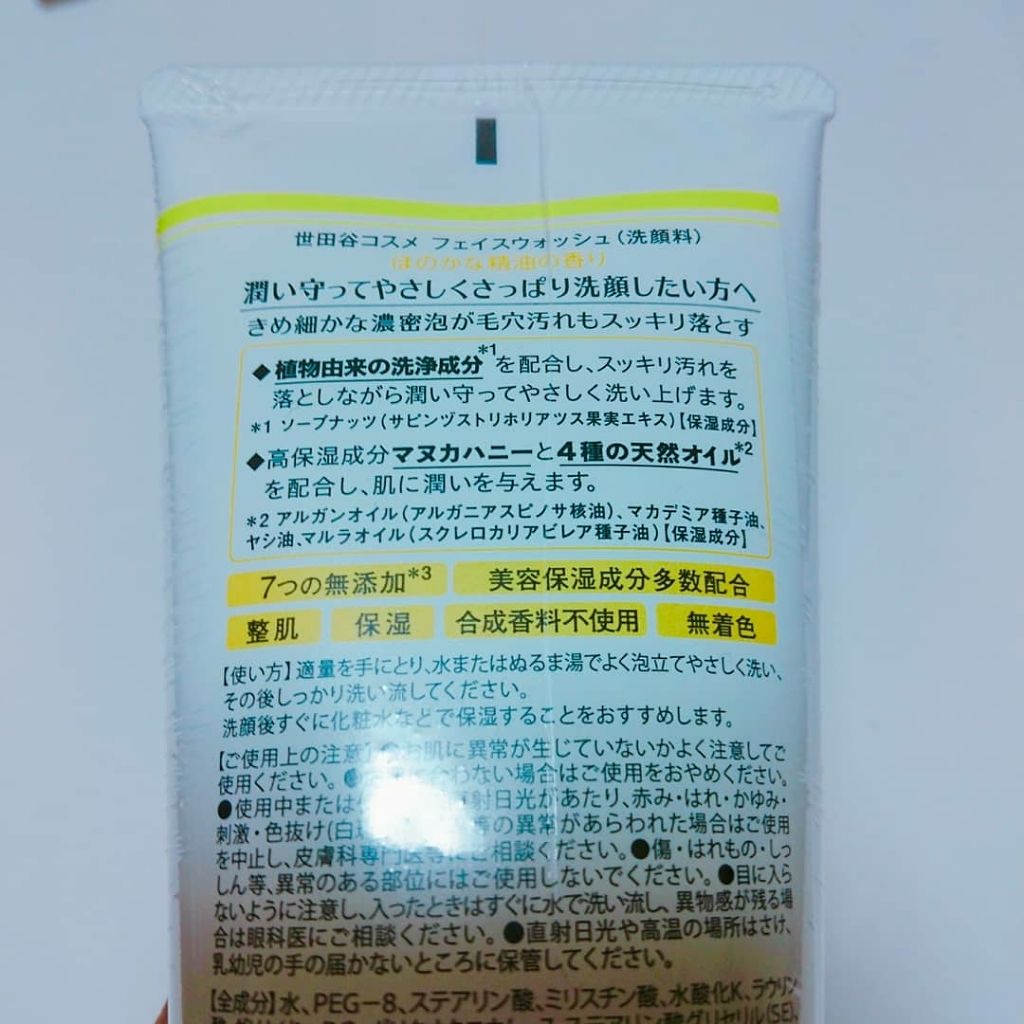 世田谷コスメ フェイスウォッシュ(洗顔料)
ほのかな精油の香り
潤い守ってやさしくさっぱり洗顔したい方へ
きめ細かな濃密泡が毛穴汚れもスッキリ落とす
◆植物由来の洗浄成分*1を配合し、スッキリ汚れを
落としながら潤い守ってやさしく洗い上げます。
*1 ソープナッツ(サピンヅストリホリアツス果実エキス)【保湿成分】
◆高保湿成分マヌカハニーと4種の天然オイル*2
を配合し、肌に潤いを与えます。
*2 アルガンオイル(アルガニアスピノサ核油)、マカデミア種子油、
ヤシ油、マルラオイル(スクレロカリアビレア種子油)【保湿成分】
7つの無添加*3 美容保湿成分多数配合
整肌 保湿 合成香料不使用 無着色
【使い方】適量を手にとり、水またはぬるま湯でよく泡立てやさしく洗い、
その後しっかり洗い流してください。
洗顔後すぐに化粧水などで保湿することをおすすめします。
【ご使用上の注意】●お肌に異常が生じていないかよく注意してご
使用ください。●合わない場合はご使用をおやめください。
●使用中または直射日光があたり、赤み・はれ・かゆみ・
刺激・色抜け(白斑等の異常があらわれた場合はご使用
を中止し、皮膚科専門医等にご相談ください。●傷・はれもの・しっ
しん等、異常のある部位にはご使用しないでください。●目に入ら
ないように注意し、入ったときはすぐに水で洗い流し、異物感が残る場
合は眼科医にご相談ください。●直射日光や高温の場所はさけ、
乳幼児の手の届かないところに保管してください。
【全成分】水、PEG-8、ステアリン酸、ミリスチン酸、水酸化K、ラウリン
ステアリン酸グリセリル(SE)、